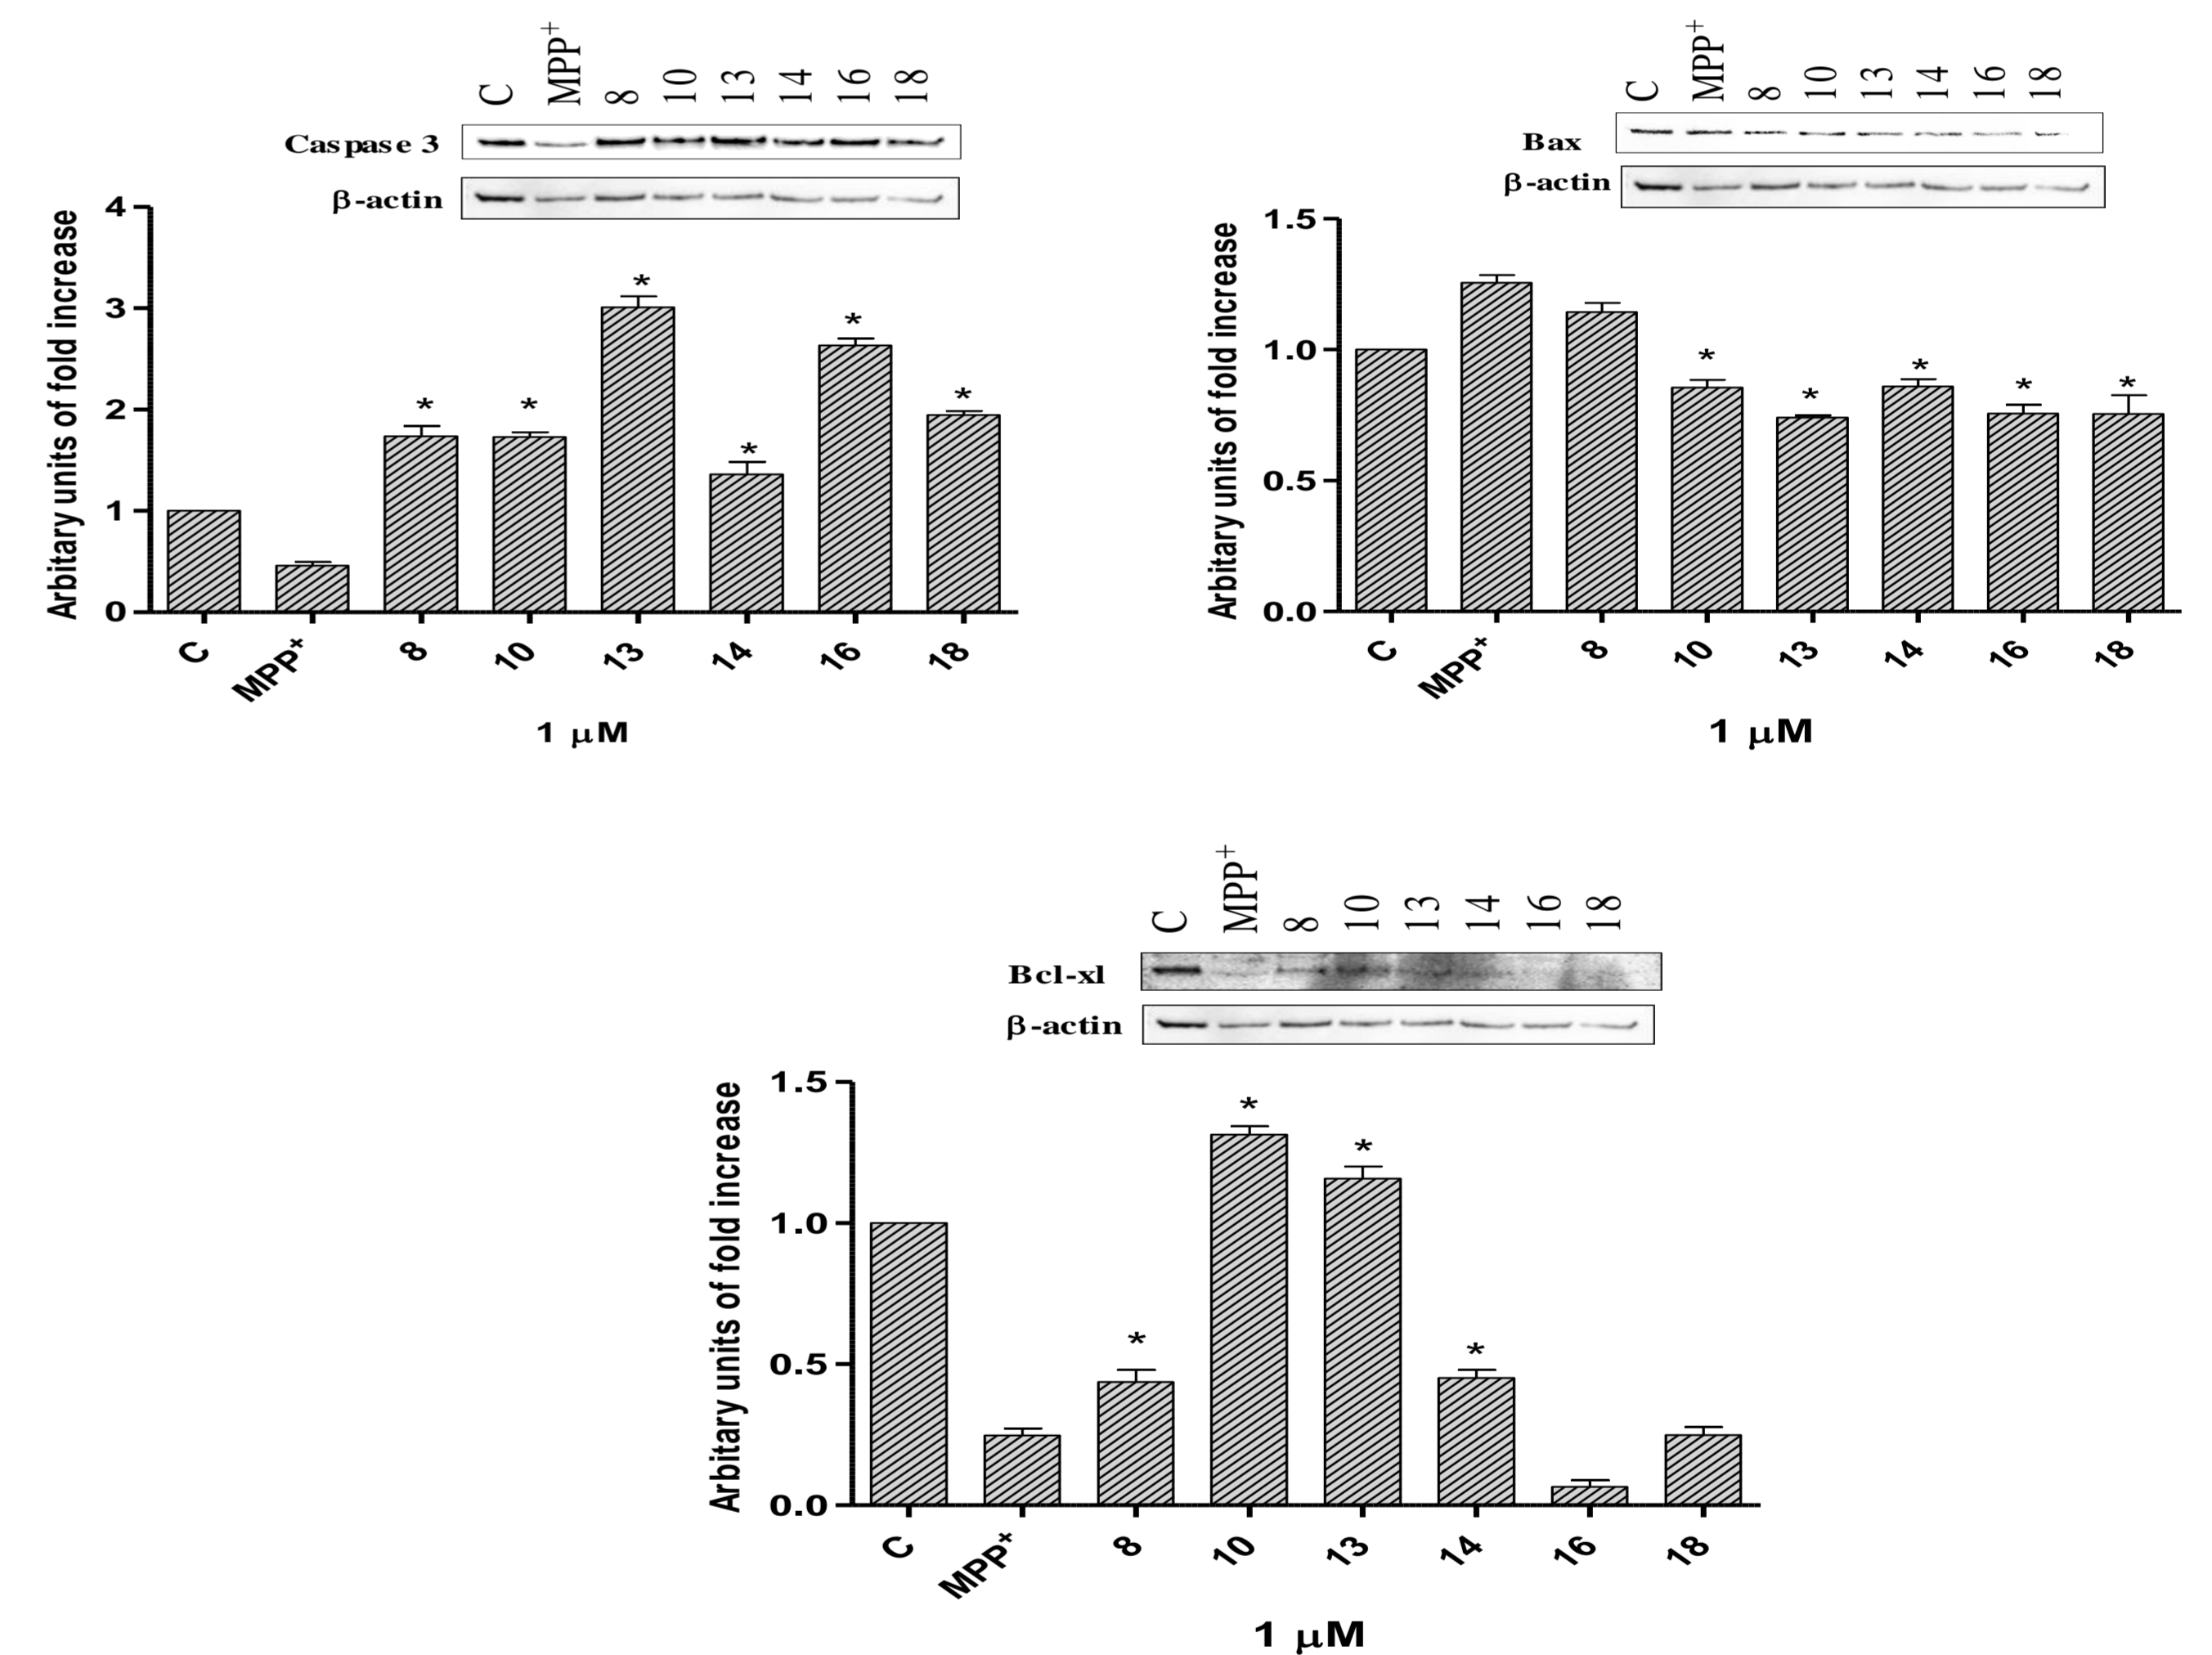 C MPP+ 8 10 13 14 16 18
Caspase 3
β-actin
Arbitary units of fold increase
4
3
2
1
0
* * * * * *
C MPP+ 8 10 13 14 16 18
1 μM
C MPP+ 8 10 13 14 16 18
Bax
β-actin
Arbitary units of fold increase
1.5
1.0
0.5
0.0
* * * * *
C MPP+ 8 10 13 14 16 18
1 μM
C MPP+ 8 10 13 14 16 18
Bcl-xl
β-actin
Arbitary units of fold increase
1.5
1.0
0.5
0.0
* * * *
C MPP+ 8 10 13 14 16 18
1 μM